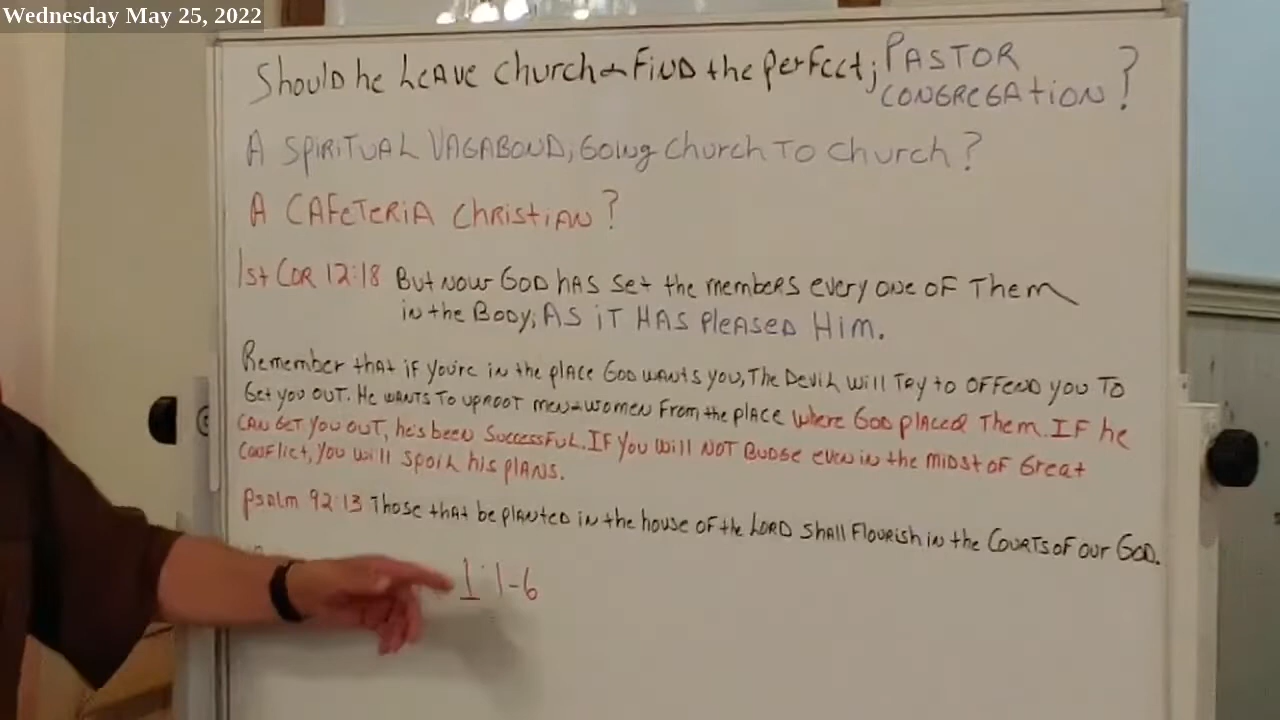 Wednesday May 25, 2022
Should he leave church & find the perfect; PASTOR
CONGREGATION?
A SPIRITUAL VAGABOND; Going church to church?
A CAFETERIA Christian?
1st Cor 12:18 But now God has set the members every one of them
in the Body, AS iT HAS pleased Him.
Remember that if you're in the place God wants you, The Devil will Try to OFFEND you TO
Get you out. He wants to uproot men & women from the place where God placed Them. IF he
can get you out, he's been successful. If you will NOT BUDGE even in the midst of Great
Conflict, you will spoil his plans.
Psalm 92:13 Those that be planted in the house of the LORD shall flourish in the Courts of our God.
1:1-6